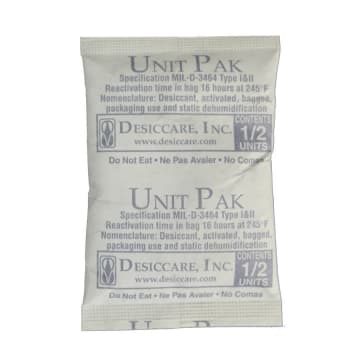 UNIT PAK
Specification MIL-D-3464 Type I&II
Reactivation time in bag 16 hours at 245°F
Nomenclature: Desiccant, activated, bagged,
packaging use and static dehumidification
DESICCARE, INC.
www.desiccare.com
CONTENTS
1/2
UNITS
Do Not Eat • Ne Pas Avaler • No Comas
UNIT PAK
Specification MIL-D-3464 Type I&II
Reactivation time in bag 16 hours at 245°F
Nomenclature: Desiccant, activated, bagged,
packaging use and static dehumidification
DESICCARE, INC.
www.desiccare.com
CONTENTS
1/2
UNITS
Do Not Eat • Ne Pas Avaler • No Comas